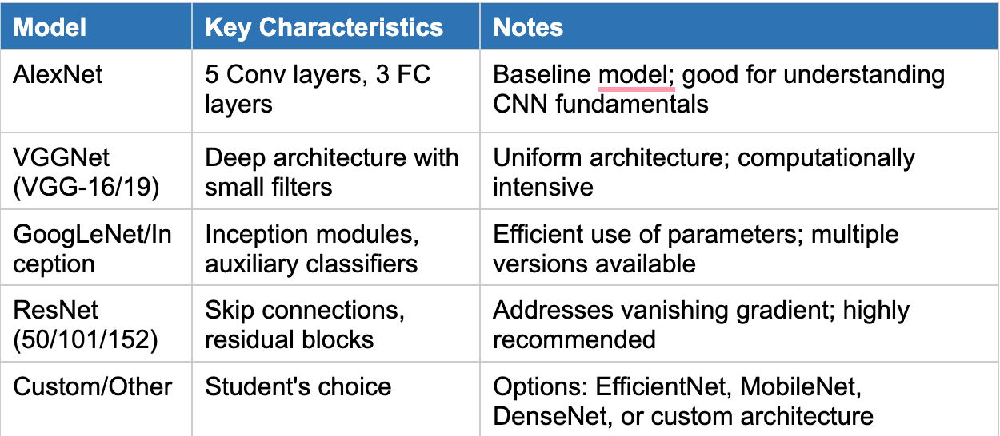 Model Key Characteristics Notes
AlexNet
5 Conv layers, 3 FC
layers
Baseline model; good for understanding
CNN fundamentals
VGGNet
(VGG-16/19)
Deep architecture with
small filters
Uniform architecture; computationally
intensive
GoogLeNet/In
ception
Inception modules,
auxiliary classifiers
Efficient use of parameters; multiple
versions available
ResNet
(50/101/152)
Skip connections,
residual blocks
Addresses vanishing gradient; highly
recommended
Custom/Other
Student's choice
Options: EfficientNet, MobileNet,
DenseNet, or custom architecture